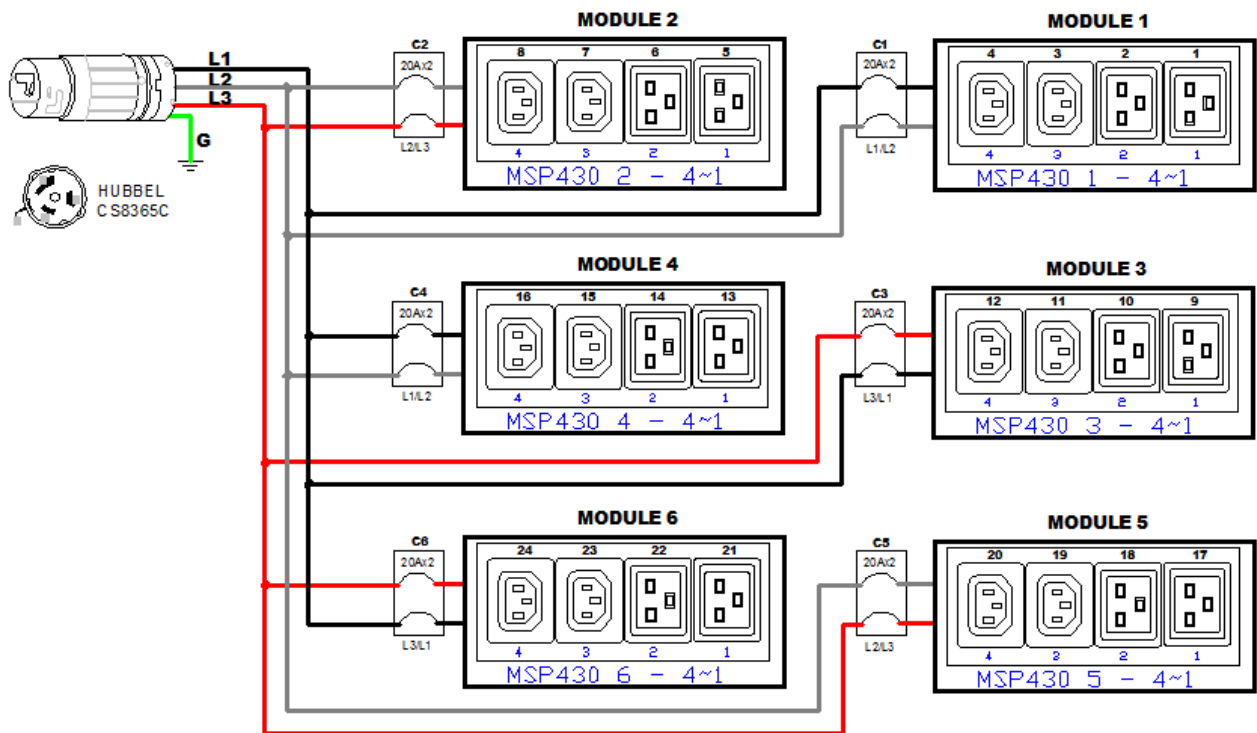 MODULE 2
MODULE 1
L1
L2
L3
G
HUBBEL
CS8365C
C2
20Ax2
L2/L3
8 7 6 5
4 3 2 1
MSP430 2 - 4~1
C1
20Ax2
L1/L2
4 3 2 1
4 3 2 1
MSP430 1 - 4~1
MODULE 4
MODULE 3
C4
20Ax2
L1/L2
16 15 14 13
4 3 2 1
MSP430 4 - 4~1
C3
20Ax2
L3/L1
12 11 10 9
4 3 2 1
MSP430 3 - 4~1
MODULE 6
MODULE 5
C6
20Ax2
L3/L1
24 23 22 21
4 3 2 1
MSP430 6 - 4~1
C5
20Ax2
L2/L3
20 19 18 17
4 3 2 1
MSP430 5 - 4~1